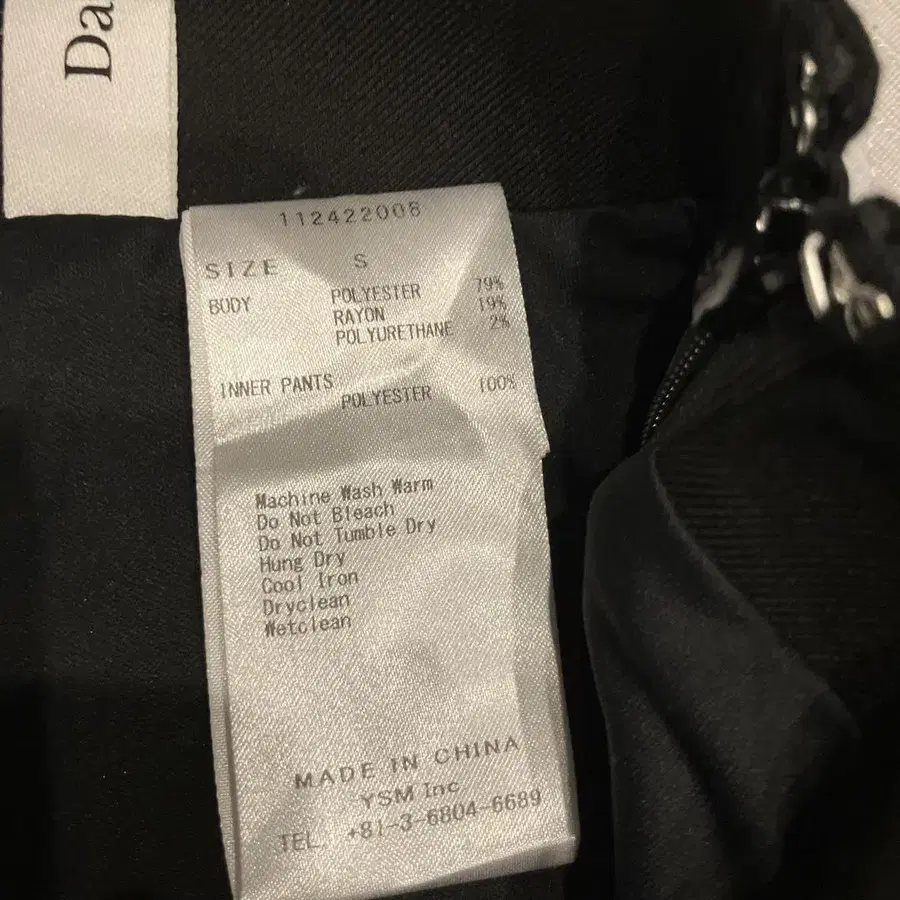 Da
112422008
SIZE S
BODY POLYESTER 79%
RAYON 19%
POLYURETHANE 2%
INNER PANTS
POLYESTER 100%
Machine Wash Warm
Do Not Bleach
Do Not Tumble Dry
Hung Dry
Cool Iron
Dryclean
Wetclean
MADE IN CHINA
YSM Inc
TEL +81-3-6804-6689